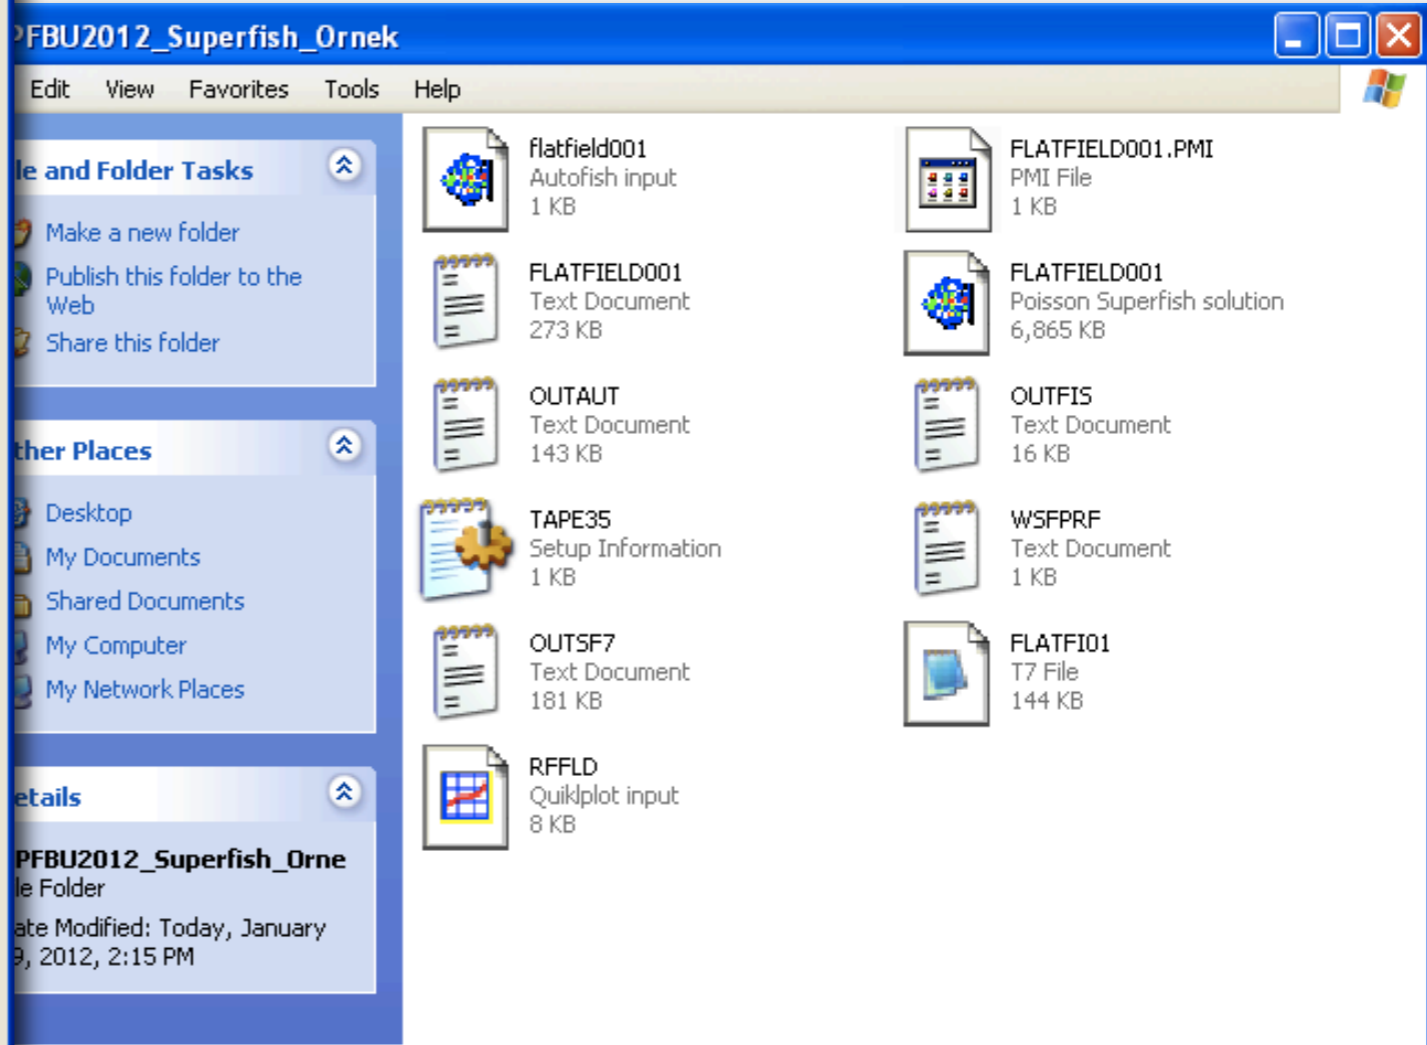 PFBU2012_Superfish_Ornek
Edit View Favorites Tools Help
le and Folder Tasks
Make a new folder
Publish this folder to the
Web
Share this folder
ther Places
Desktop
My Documents
Shared Documents
My Computer
My Network Places
etails
PFBU2012_Superfish_Orne
le Folder
ate Modified: Today, January
9, 2012, 2:15 PM
flatfield001
Autofish input
1 KB
FLATFIELD001.PMI
PMI File
1 KB
FLATFIELD001
Text Document
273 KB
FLATFIELD001
Poisson Superfish solution
6,865 KB
OUTAUT
Text Document
143 KB
OUTFIS
Text Document
16 KB
TAPE35
Setup Information
1 KB
WSFPRF
Text Document
1 KB
OUTSF7
Text Document
181 KB
FLATFI01
T7 File
144 KB
RFFLD
Quiklplot input
8 KB